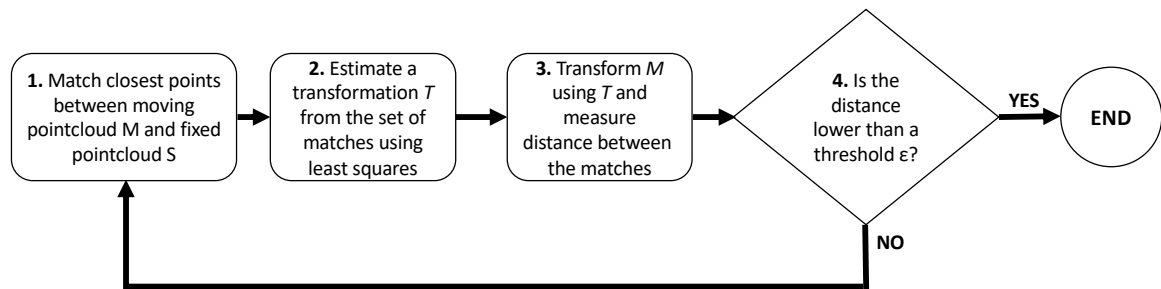 1. Match closest points
between moving
pointcloud M and fixed
pointcloud S
2. Estimate a
transformation T
from the set of
matches using
least squares
3. Transform M
using T and
measure
distance between
the matches
4. Is the
distance
lower than a
threshold ε?
YES
END
NO